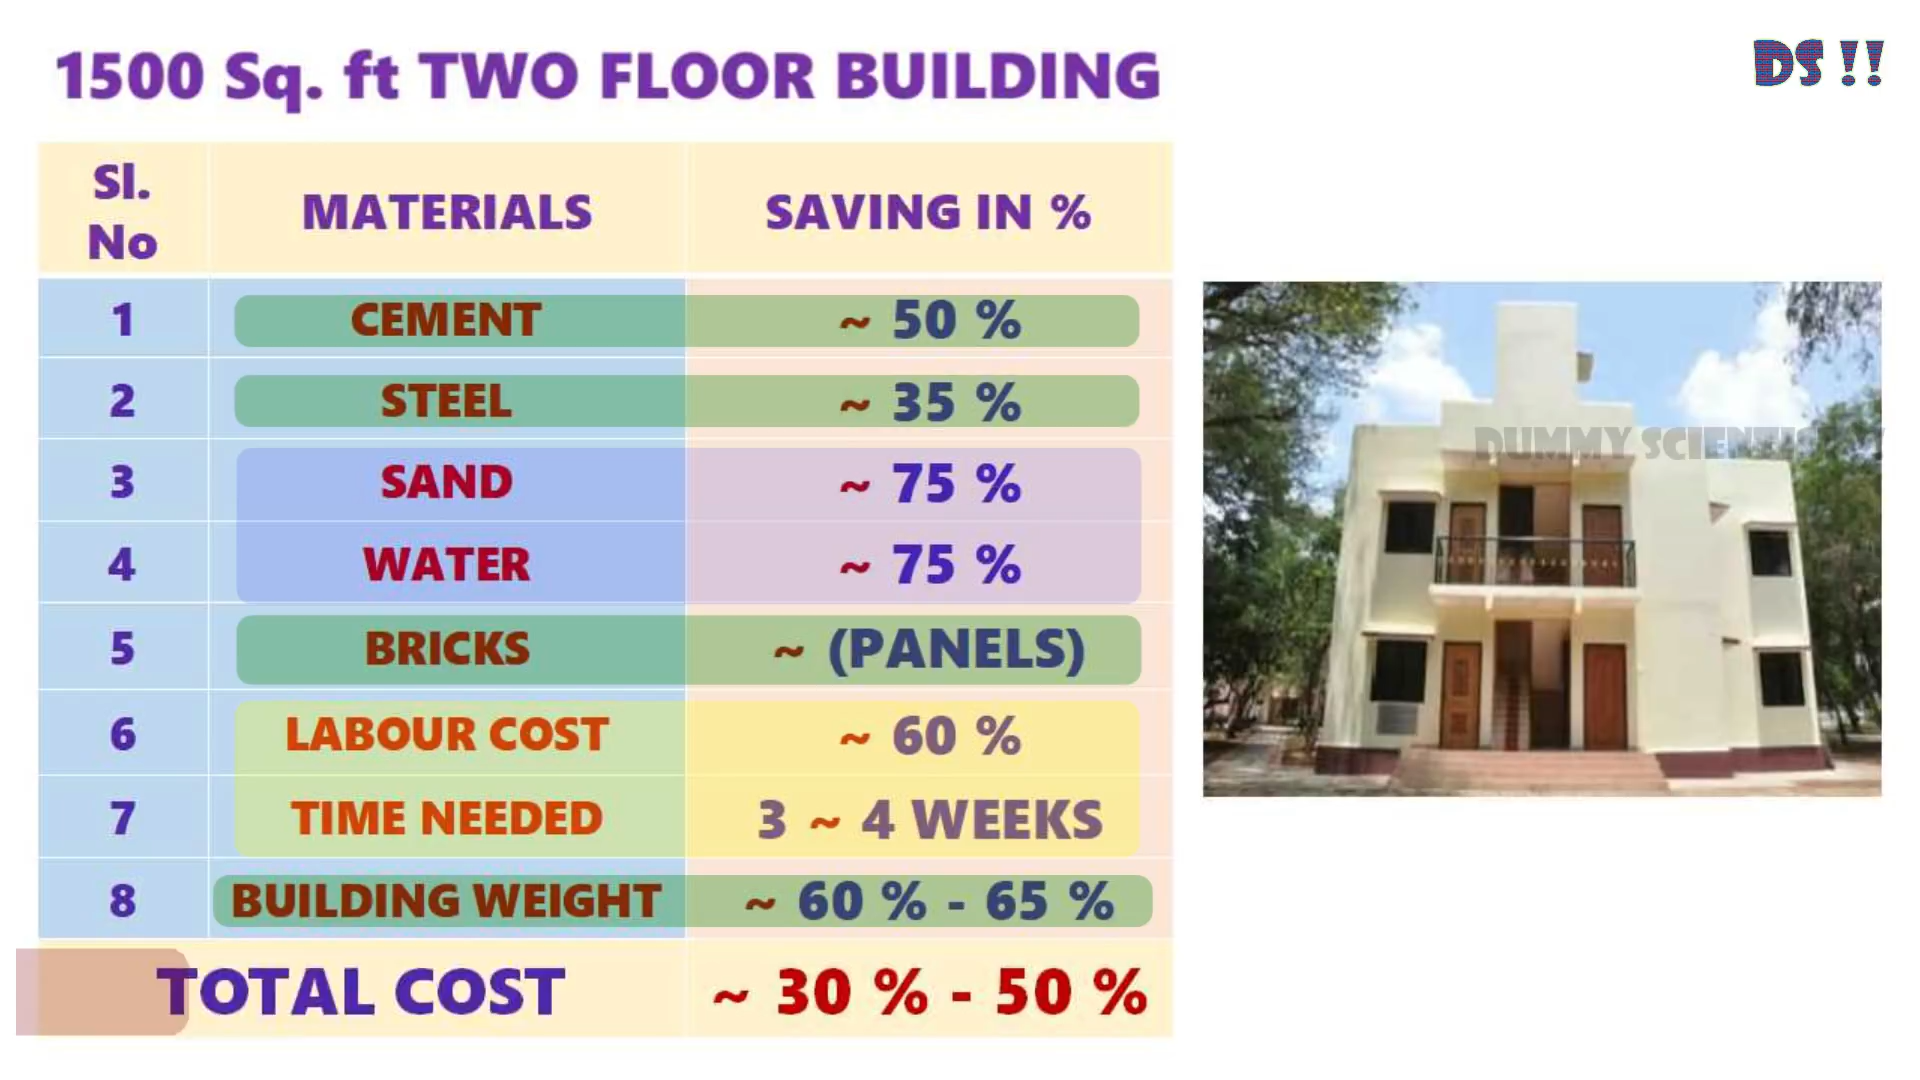 1500 Sq. ft TWO FLOOR BUILDING
DS !!
Sl. No MATERIALS SAVING IN %
1 CEMENT ~ 50 %
2 STEEL ~ 35 %
3 SAND ~ 75 %
4 WATER ~ 75 %
5 BRICKS ~ (PANELS)
6 LABOUR COST ~ 60 %
7 TIME NEEDED 3 ~ 4 WEEKS
8 BUILDING WEIGHT ~ 60 % - 65 %
TOTAL COST ~ 30 % - 50 %
DUMMY